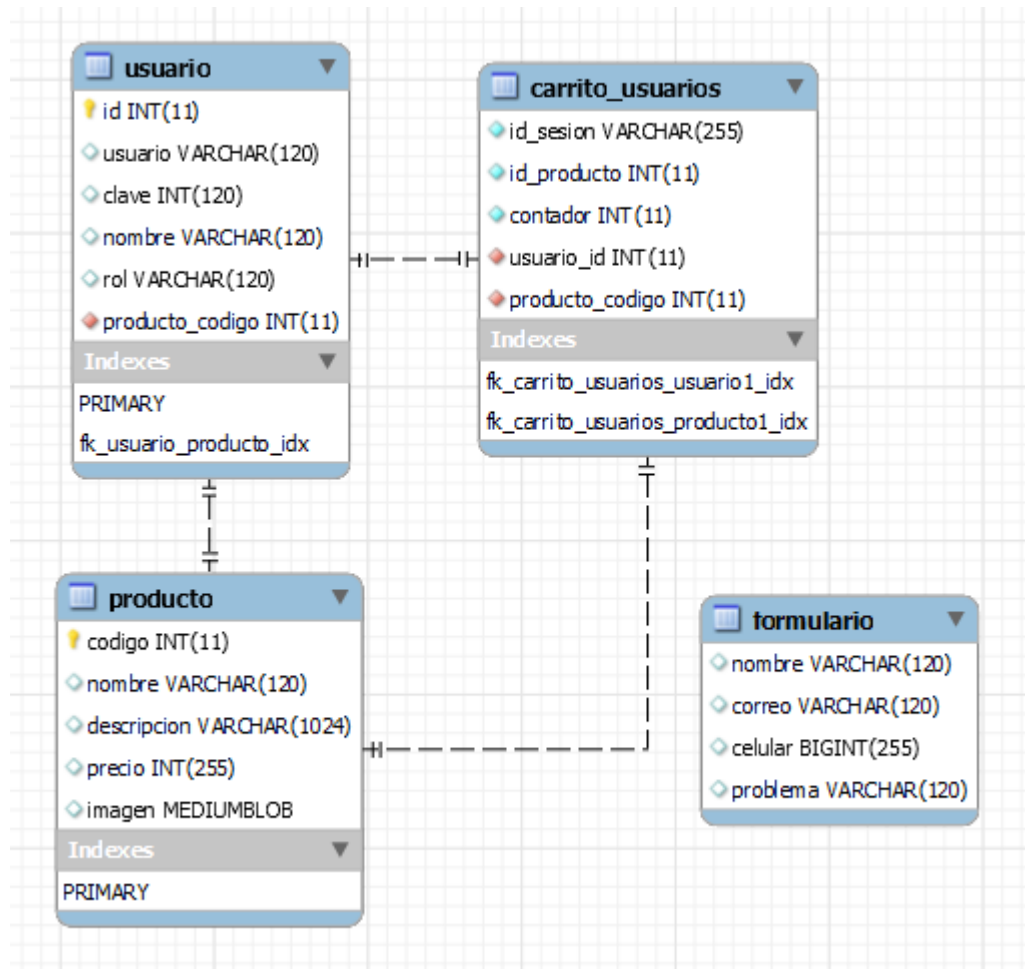 usuario
id INT(11)
usuario VARCHAR(120)
clave INT(120)
nombre VARCHAR(120)
rol VARCHAR(120)
producto_codigo INT(11)
Indexes
PRIMARY
fk_usuario_producto_idx
carrito_usuarios
id_sesion VARCHAR(255)
id_producto INT(11)
contador INT(11)
usuario_id INT(11)
producto_codigo INT(11)
Indexes
fk_carrito_usuarios_usuario1_idx
fk_carrito_usuarios_producto1_idx
producto
codigo INT(11)
nombre VARCHAR(120)
descripcion VARCHAR(1024)
precio INT(255)
imagen MEDIUMBLOB
Indexes
PRIMARY
formulario
nombre VARCHAR(120)
correo VARCHAR(120)
celular BIGINT(255)
problema VARCHAR(120)